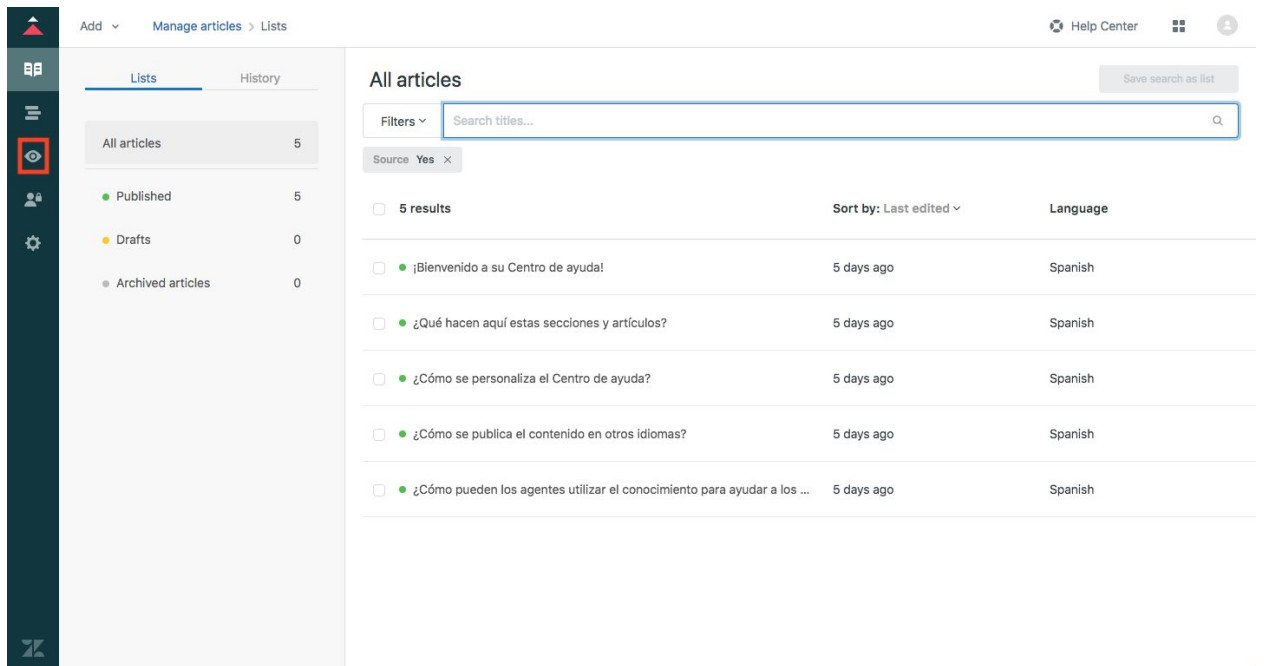 Add
Manage articles > Lists
Help Center
Lists
History
All articles 5
Published 5
Drafts 0
Archived articles 0
All articles
Save search as list
Filters
Search titles...
Source Yes ×
5 results
Sort by: Last edited
Language
¡Bienvenido a su Centro de ayuda! 5 days ago Spanish
¿Qué hacen aquí estas secciones y artículos? 5 days ago Spanish
¿Cómo se personaliza el Centro de ayuda? 5 days ago Spanish
¿Cómo se publica el contenido en otros idiomas? 5 days ago Spanish
¿Cómo pueden los agentes utilizar el conocimiento para ayudar a los ... 5 days ago Spanish